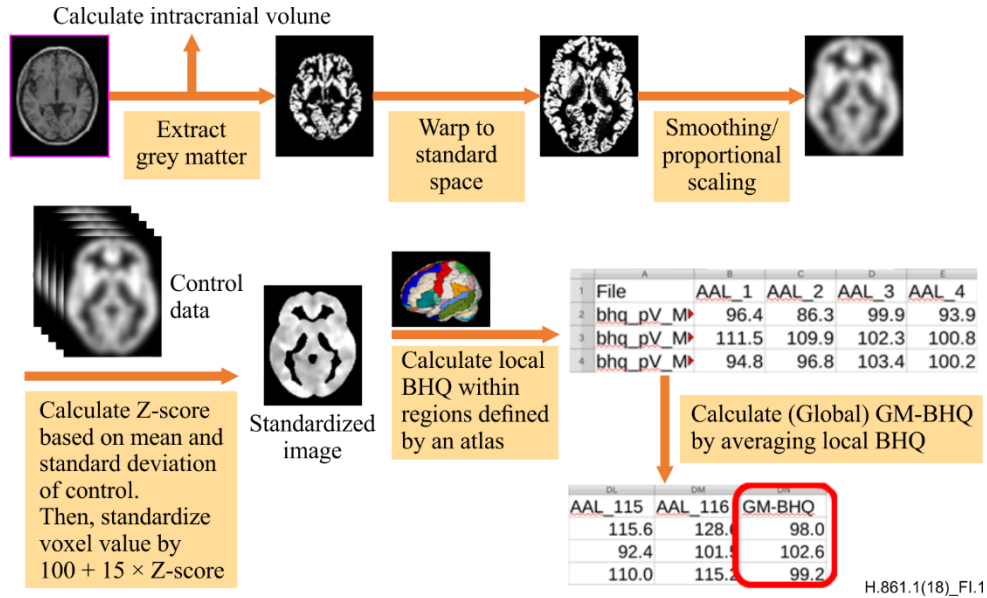 Calculate intracranial volune
Extract
grey matter
Warp to
standard
space
Smoothing/
proportional
scaling
Control
data
Calculate Z-score
based on mean and
standard deviation
of control.
Then, standardize
voxel value by
100 + 15 × Z-score
Standardized
image
Calculate local
BHQ within
regions defined
by an atlas
A B C D E
1 File AAL_1 AAL_2 AAL_3 AAL_4
2 bhq_pV_M 96.4 86.3 99.9 93.9
3 bhq_pV_M 111.5 109.9 102.3 100.8
4 bhq_pV_M 94.8 96.8 103.4 100.2
Calculate (Global) GM-BHQ
by averaging local BHQ
DL DM DN
AAL_115 AAL_116 GM-BHQ
115.6 128.6 98.0
92.4 101.5 102.6
110.0 115.2 99.2
H.861.1(18)_FI.1